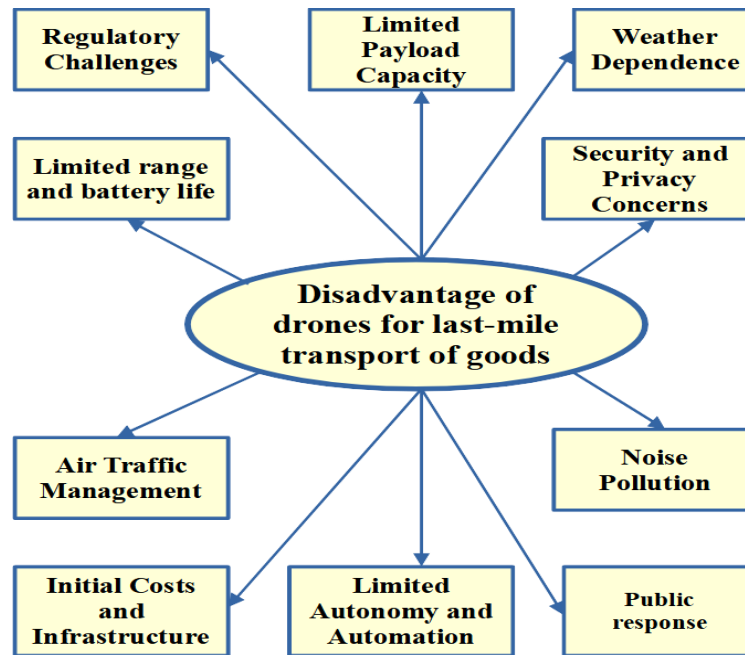 Regulatory
Challenges
Limited
Payload
Capacity
Weather
Dependence
Limited range
and battery life
Security and
Privacy
Concerns
Disadvantage of
drones for last-mile
transport of goods
Air Traffic
Management
Noise
Pollution
Initial Costs
and
Infrastructure
Limited
Autonomy and
Automation
Public
response